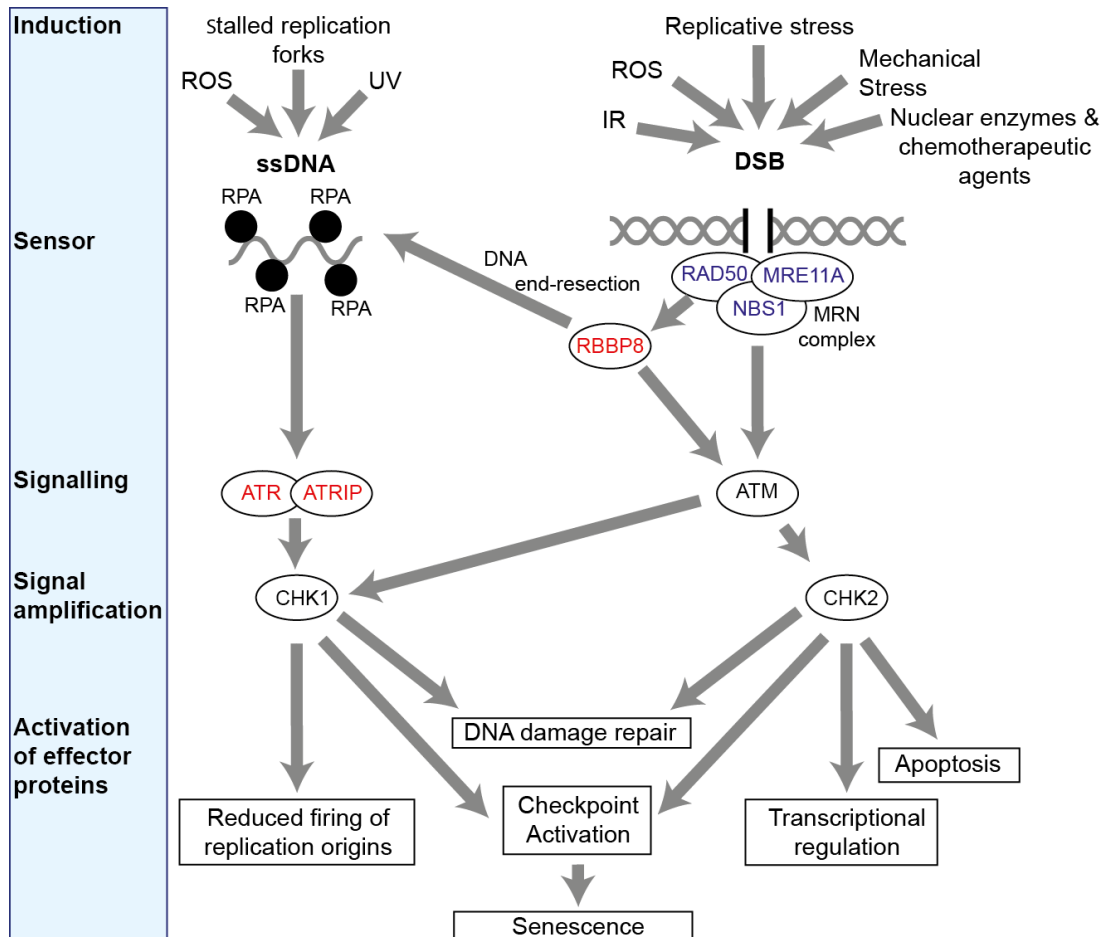 Induction
Stalled replication
forks
ROS
UV
ssDNA
Replicative stress
ROS
Mechanical
Stress
IR
Nuclear enzymes &
chemotherapeutic
agents
DSB
Sensor
RPA
RPA
RPA
RPA
DNA
end-resection
RAD50
MRE11A
NBS1
MRN
complex
RBBP8
Signalling
ATR
ATRIP
ATM
Signal
amplification
CHK1
CHK2
Activation
of effector
proteins
DNA damage repair
Apoptosis
Reduced firing of
replication origins
Checkpoint
Activation
Transcriptional
regulation
Senescence